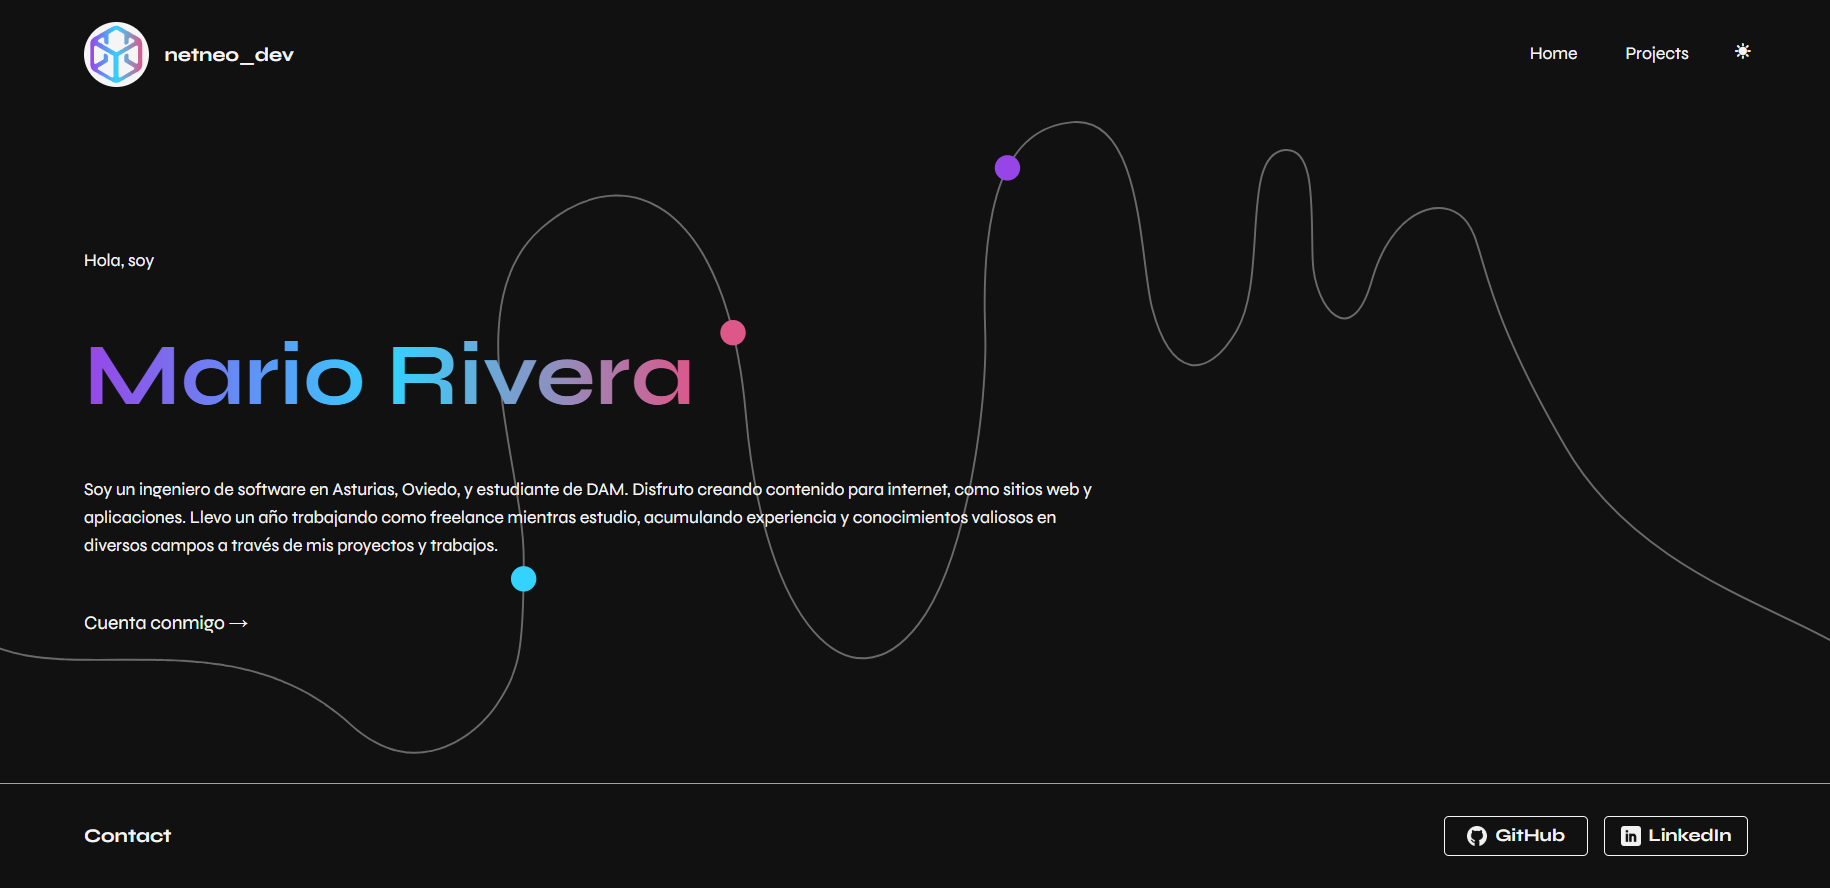 netneo_dev
Home
Projects
Hola, soy
Mario Rivera
Soy un ingeniero de software en Asturias, Oviedo, y estudiante de DAM. Disfruto creando contenido para internet, como sitios web y
aplicaciones. Llevo un año trabajando como freelance mientras estudio, acumulando experiencia y conocimientos valiosos en
diversos campos a través de mis proyectos y trabajos.
Cuenta conmigo →
Contact
GitHub
LinkedIn